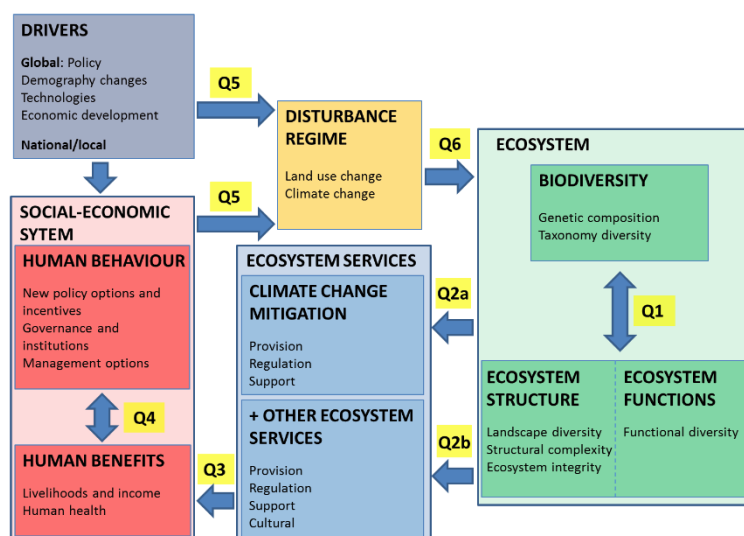 DRIVERS
Global: Policy
Demography changes
Technologies
Economic development
National/local
Q5
DISTURBANCE
REGIME
Land use change
Climate change
Q6
ECOSYSTEM
BIODIVERSITY
Genetic composition
Taxonomy diversity
Q1
ECOSYSTEM
STRUCTURE
Landscape diversity
Structural complexity
Ecosystem integrity
ECOSYSTEM
FUNCTIONS
Functional diversity
SOCIAL-ECONOMIC
SYTEM
Q5
HUMAN BEHAVIOUR
New policy options and
incentives
Governance and
institutions
Management options
Q4
HUMAN BENEFITS
Livelihoods and income
Human health
ECOSYSTEM SERVICES
CLIMATE CHANGE
MITIGATION
Provision
Regulation
Support
Q2a
+ OTHER ECOSYSTEM
SERVICES
Provision
Regulation
Support
Cultural
Q2b
Q3